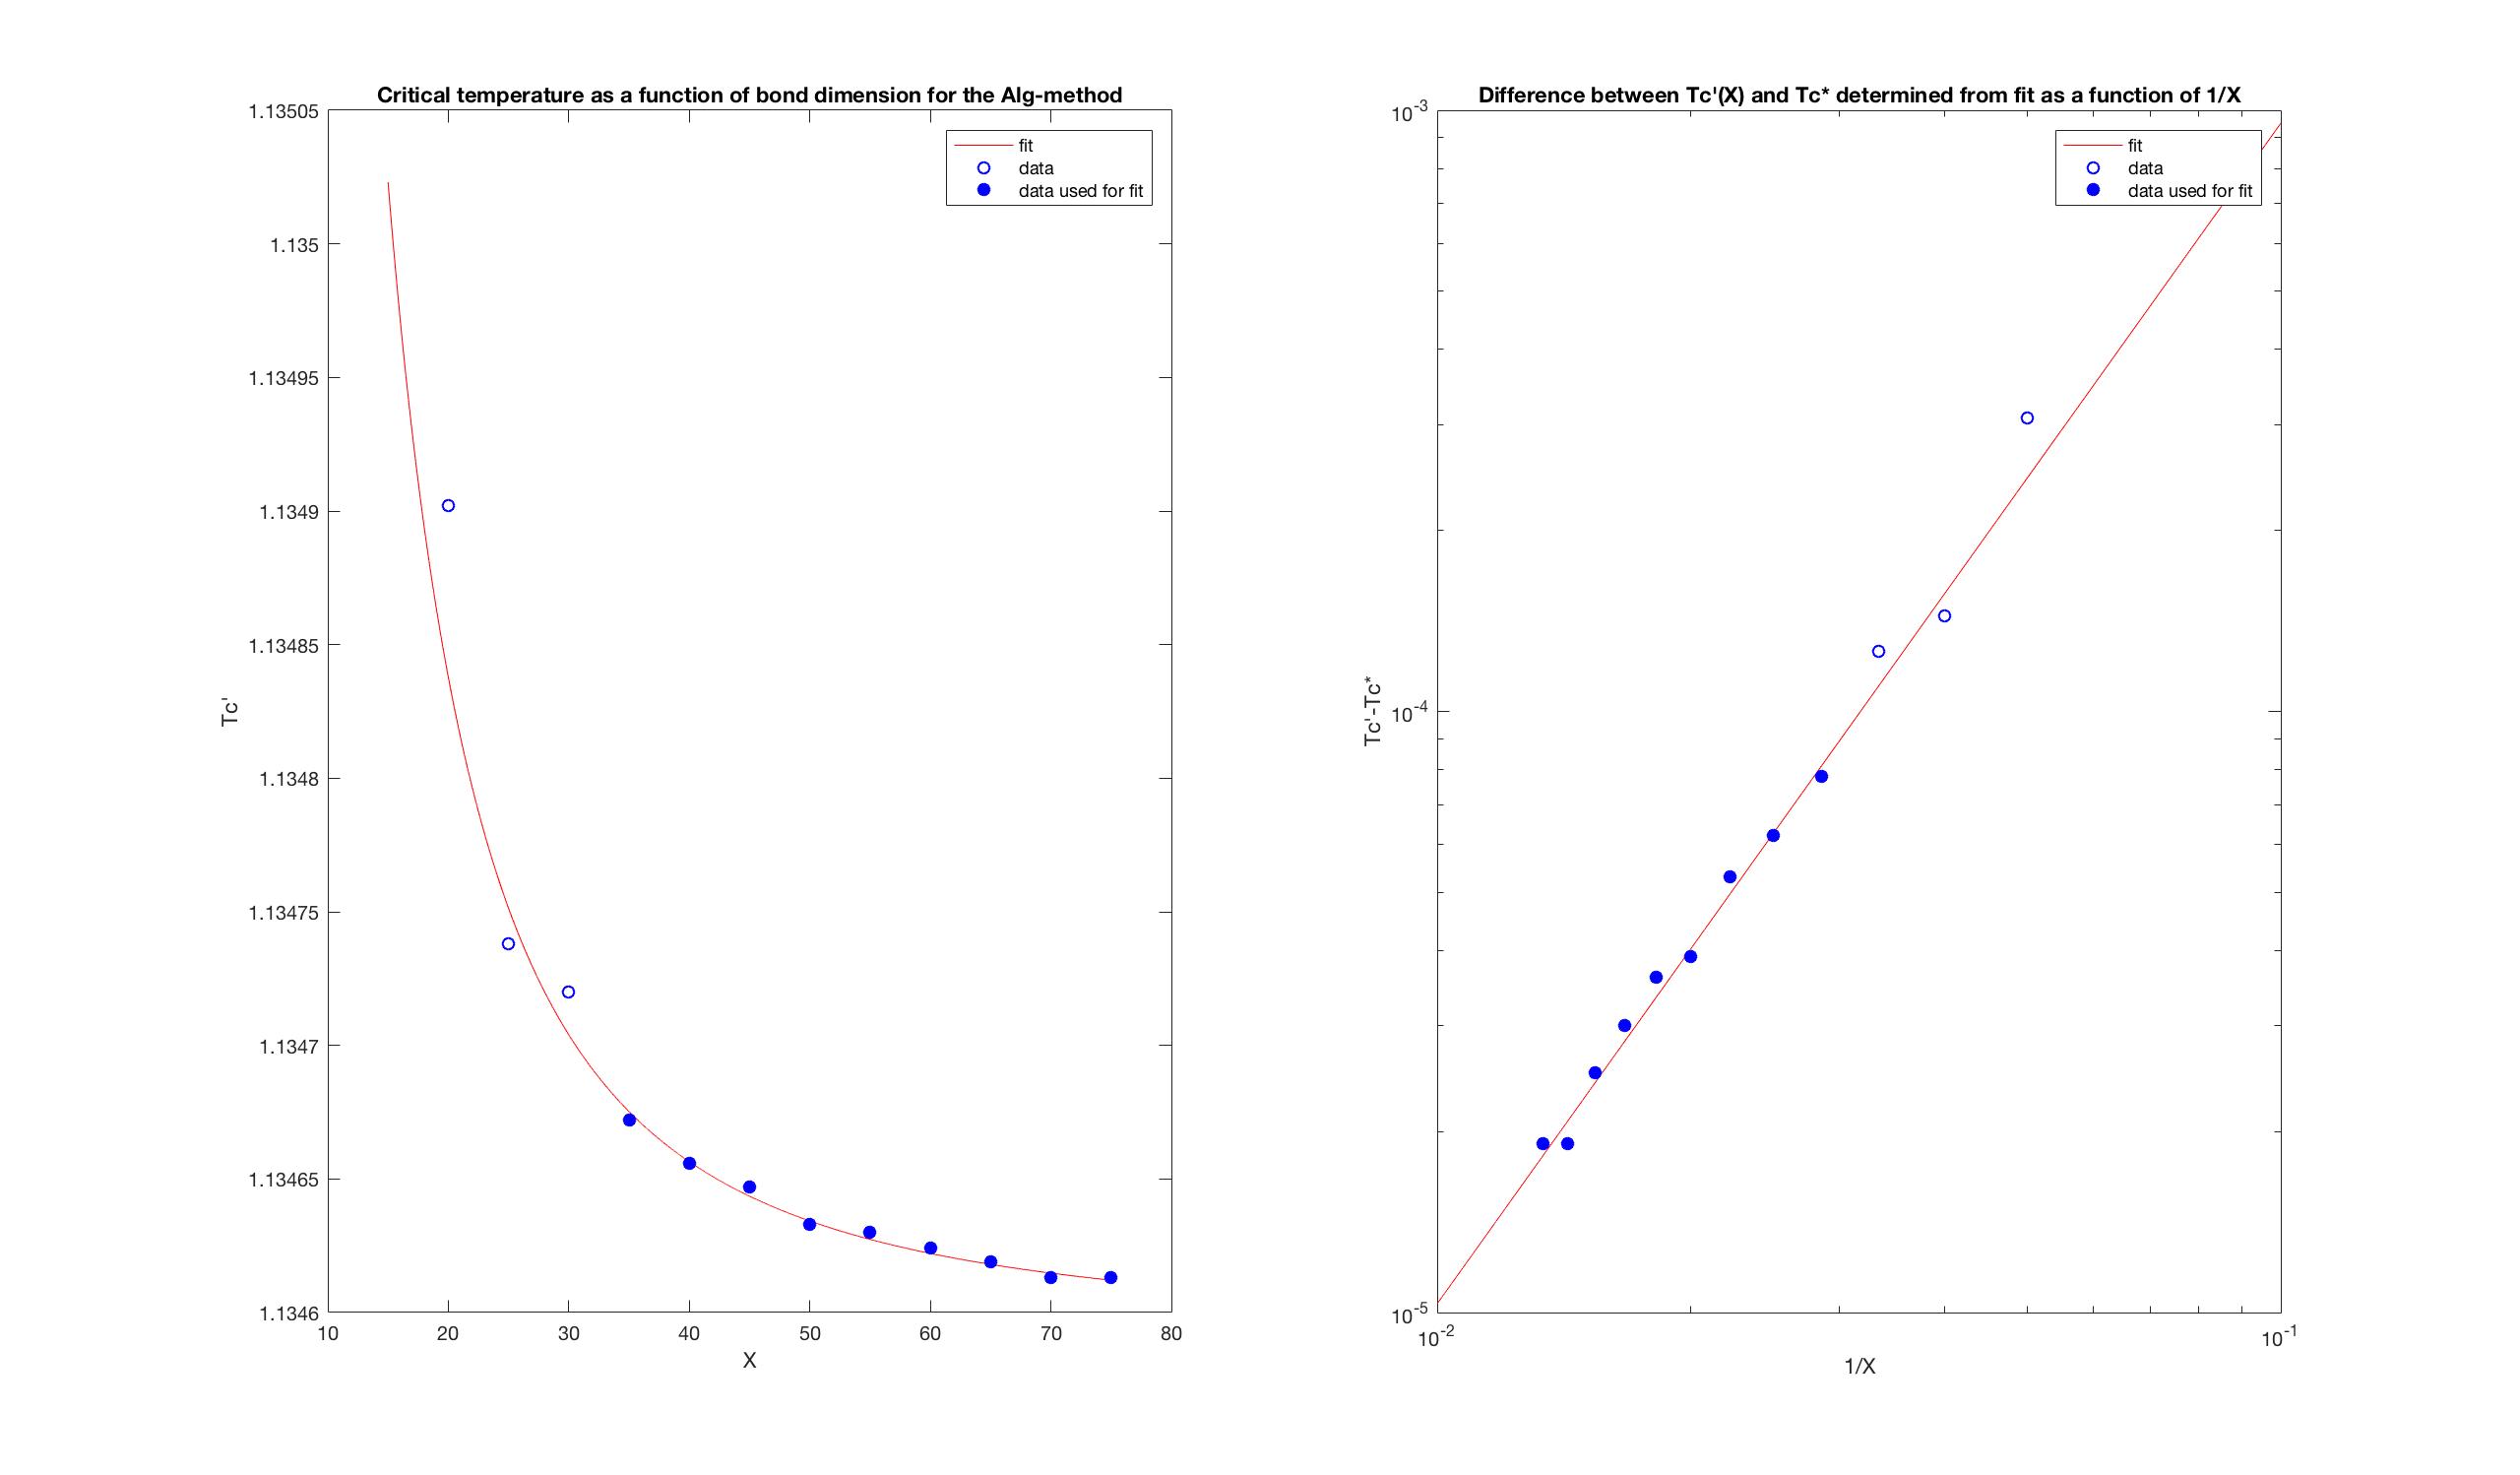 Critical temperature as a function of bond dimension for the Alg-method
1.13505
1.135
1.13495
1.1349
1.13485
1.1348
1.13475
1.1347
1.13465
1.1346
Tc'
fit
data
data used for fit
10 20 30 40 50 60 70 80
X
Difference between Tc'(X) and Tc* determined from fit as a function of 1/X
10^-3
10^-4
10^-5
Tc'-Tc*
fit
data
data used for fit
10^-2 10^-1
1/X